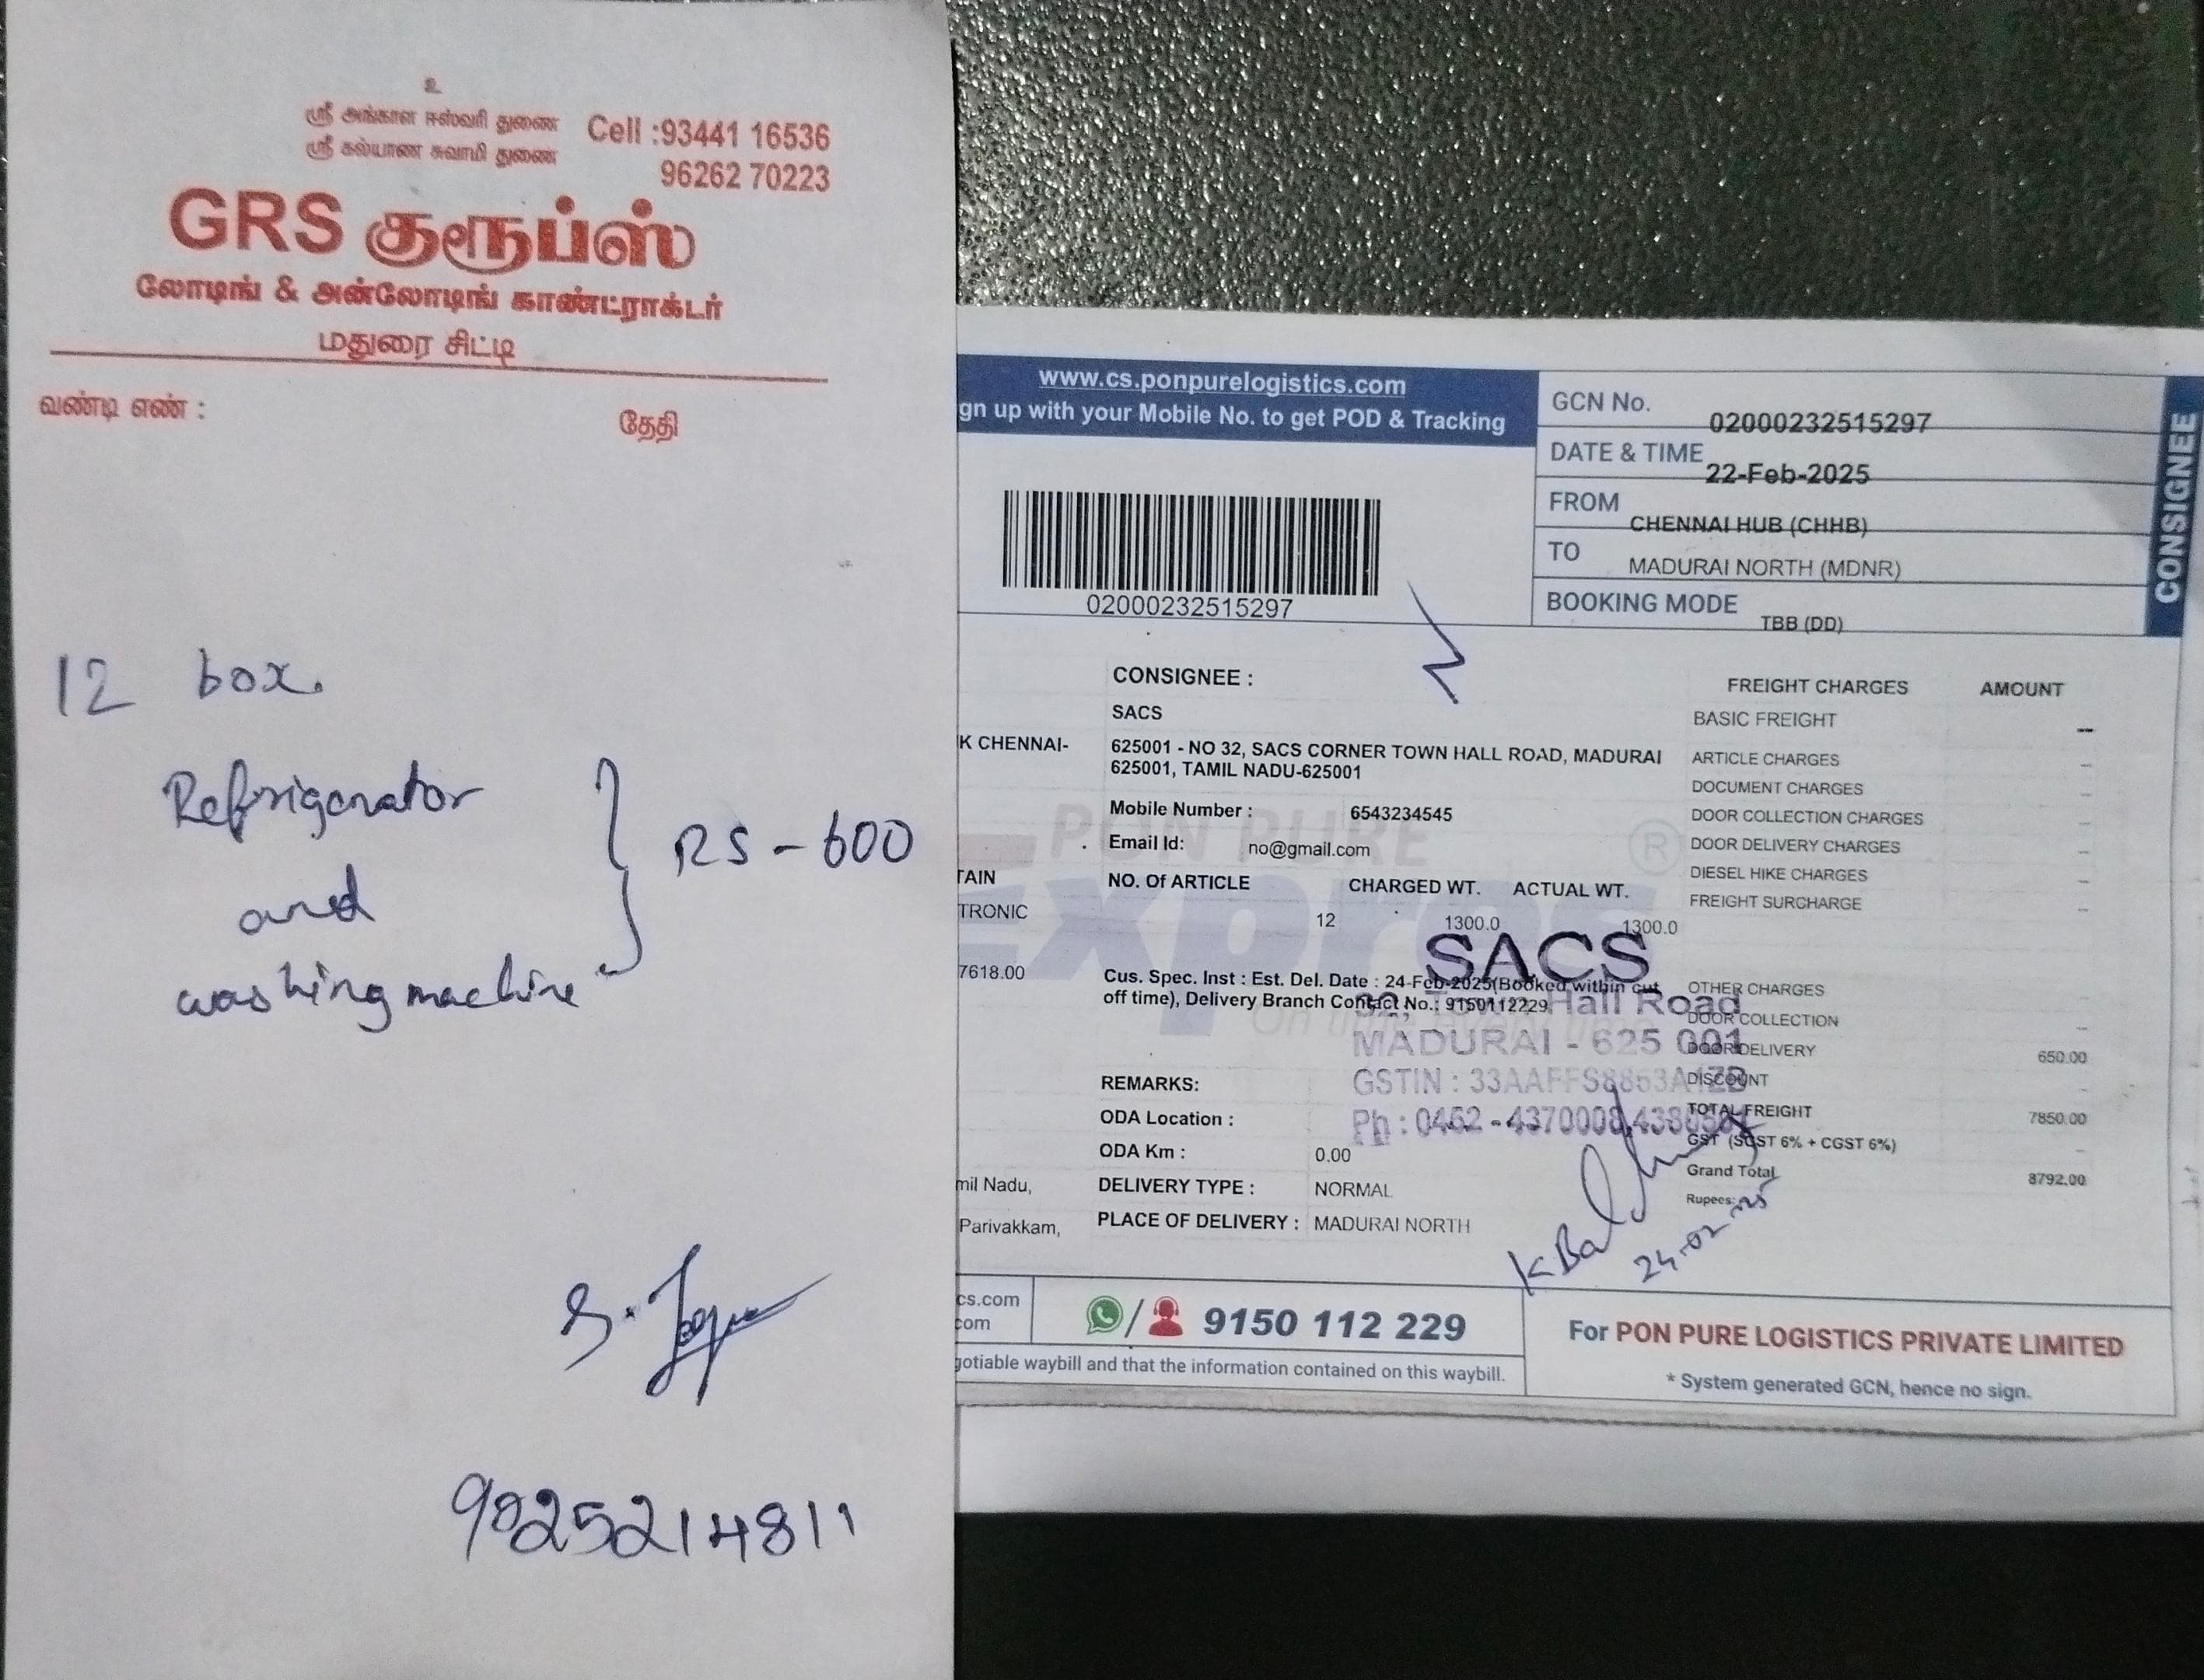 உ
ஸ்ரீ அங்காள ஈஸ்வரி துணை
ஸ்ரீ கல்யாண சுவாமி துணை
Cell :93441 16536
96262 70223
GRS குரூப்ஸ்
லோடிங் & அன்லோடிங் காண்ட்ராக்டர்
மதுரை சிட்டி
வண்டி எண் :
தேதி
12 box.
Refrigerator
and
washing machine
RS - 600
9025214811
www.cs.ponpurelogistics.com
gn up with your Mobile No. to get POD & Tracking
02000232515297
GCN No. 02000232515297
DATE & TIME 22-Feb-2025
FROM CHENNAI HUB (CHHB)
TO MADURAI NORTH (MDNR)
BOOKING MODE TBB (DD)
CONSIGNEE
CONSIGNEE :
SACS
K CHENNAI-
625001 - NO 32, SACS CORNER TOWN HALL ROAD, MADURAI
625001, TAMIL NADU-625001
Mobile Number : 6543234545
Email Id: no@gmail.com
TAIN
NO. Of ARTICLE CHARGED WT. ACTUAL WT.
TRONIC
12 1300.0 1300.0
7618.00
Cus. Spec. Inst : Est. Del. Date : 24-Feb-2025(Booked within cut
off time), Delivery Branch Contact No.: 9150112229
REMARKS:
ODA Location :
ODA Km : 0.00
mil Nadu,
DELIVERY TYPE : NORMAL
Parivakkam,
PLACE OF DELIVERY : MADURAI NORTH
FREIGHT CHARGES AMOUNT
BASIC FREIGHT --
ARTICLE CHARGES --
DOCUMENT CHARGES --
DOOR COLLECTION CHARGES --
DOOR DELIVERY CHARGES --
DIESEL HIKE CHARGES --
FREIGHT SURCHARGE --
OTHER CHARGES
DOOR COLLECTION --
DOOR DELIVERY 650.00
DISCOUNT --
TOTAL FREIGHT 7850.00
GST (SGST 6% + CGST 6%) --
Grand Total 8792.00
Rupees:
PON PURE
Express
®
SACS
32, Town Hall Road
MADURAI - 625 001
GSTIN :
Ph : 0452 - 4370008,
24.02.25
cs.com
com
9150 112 229
gotiable waybill and that the information contained on this waybill.
For PON PURE LOGISTICS PRIVATE LIMITED
* System generated GCN, hence no sign.